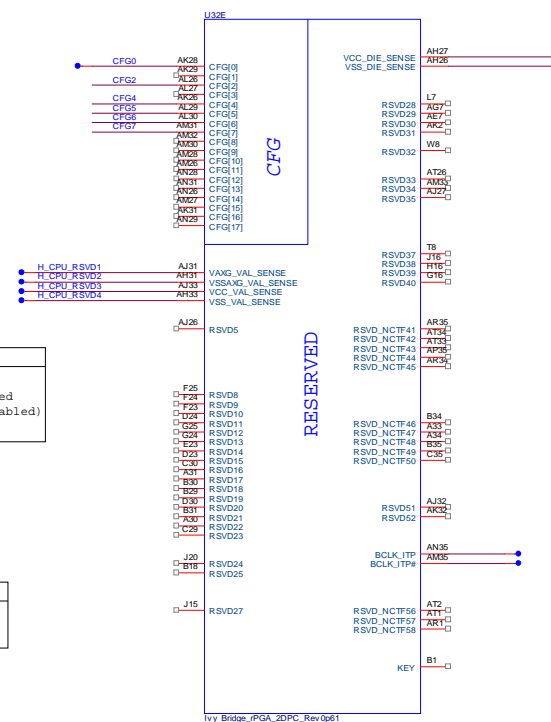 U32E
CFG0 AK28 CFG[0]
AK29 CFG[1]
CFG2 AL26 CFG[2]
AL27 CFG[3]
CFG4 AK26 CFG[4]
CFG5 AL29 CFG[5]
CFG6 AL30 CFG[6]
CFG7 AM31 CFG[7]
AM32 CFG[8]
AM30 CFG[9]
AM28 CFG[10]
AM26 CFG[11]
AN28 CFG[12]
AN31 CFG[13]
AN26 CFG[14]
AM27 CFG[15]
AK31 CFG[16]
AN29 CFG[17]
CFG
H_CPU_RSVD1 AJ31 VAXG_VAL_SENSE
H_CPU_RSVD2 AH31 VSSAXG_VAL_SENSE
H_CPU_RSVD3 AJ33 VCC_VAL_SENSE
H_CPU_RSVD4 AH33 VSS_VAL_SENSE
AJ26 RSVD5
RESERVED
F25 RSVD8
F24 RSVD9
F23 RSVD10
D24 RSVD11
G25 RSVD12
G24 RSVD13
E23 RSVD14
D23 RSVD15
C30 RSVD16
A31 RSVD17
B30 RSVD18
B29 RSVD19
D30 RSVD20
B31 RSVD21
A30 RSVD22
C29 RSVD23
J20 RSVD24
B18 RSVD25
J15 RSVD27
VCC_DIE_SENSE AH27
VSS_DIE_SENSE AH26
RSVD28 L7
RSVD29 AG7
RSVD30 AE7
RSVD31 AK2
RSVD32 W8
RSVD33 AT26
RSVD34 AM33
RSVD35 AJ27
RSVD37 T8
RSVD38 J16
RSVD39 H16
RSVD40 G16
RSVD_NCTF41 AR35
RSVD_NCTF42 AT34
RSVD_NCTF43 AT33
RSVD_NCTF44 AP35
RSVD_NCTF45 AR34
RSVD_NCTF46 B34
RSVD_NCTF47 A33
RSVD_NCTF48 A34
RSVD_NCTF49 B35
RSVD_NCTF50 C35
RSVD51 AJ32
RSVD52 AK32
BCLK_ITP AN35
BCLK_ITP# AM35
RSVD_NCTF56 AT2
RSVD_NCTF57 AT1
RSVD_NCTF58 AR1
KEY B1
ed
abled)
Ivy Bridge_rPGA_2DPC_Rev0p61